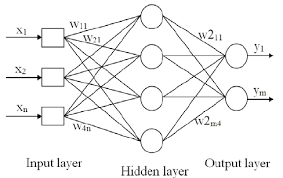 w11
x1
w21
w211
y1
x2
xn
ym
w4n
w2m4
Input layer
Hidden layer
Output layer